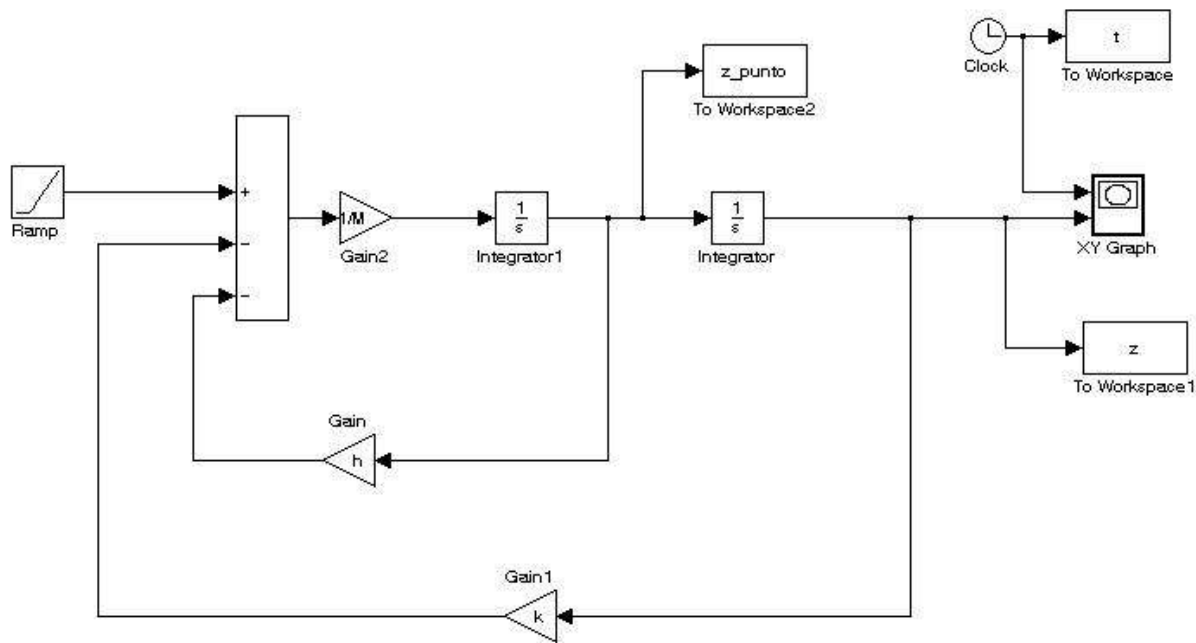 t
Clock
To Workspace
z_punto
To Workspace2
+
Ramp
-
1/M
Gain2
1
s
Integrator1
1
s
Integrator
XY Graph
-
z
To Workspace1
Gain
h
Gain1
k